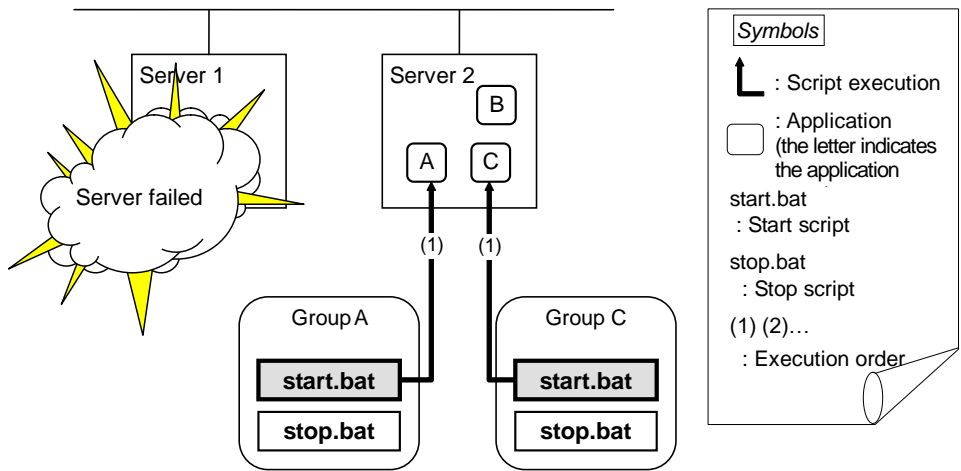 Server 1
Server failed
Server 2
B
A
C
(1)
(1)
Group A
start.bat
stop.bat
Group C
start.bat
stop.bat
Symbols
: Script execution
: Application
(the letter indicates
the application
start.bat
: Start script
stop.bat
: Stop script
(1) (2)…
: Execution order